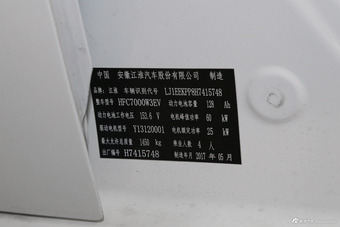 中国 安徽江淮汽车股份有限公司 制造
品牌 江淮 车辆识别代号 LJ1EEKPP8H7415748
整车型号 HFC7000W3EV 动力电池容量 128 Ah
动力电池工作电压 153.6 V 电机峰值功率 60 kW
驱动电机型号 Y13120001 电机额定功率 25 kW
最大允许总质量 1450 kg 乘坐人数 4 人
出厂编号 H7415748 制造年月 2017 年 05 月